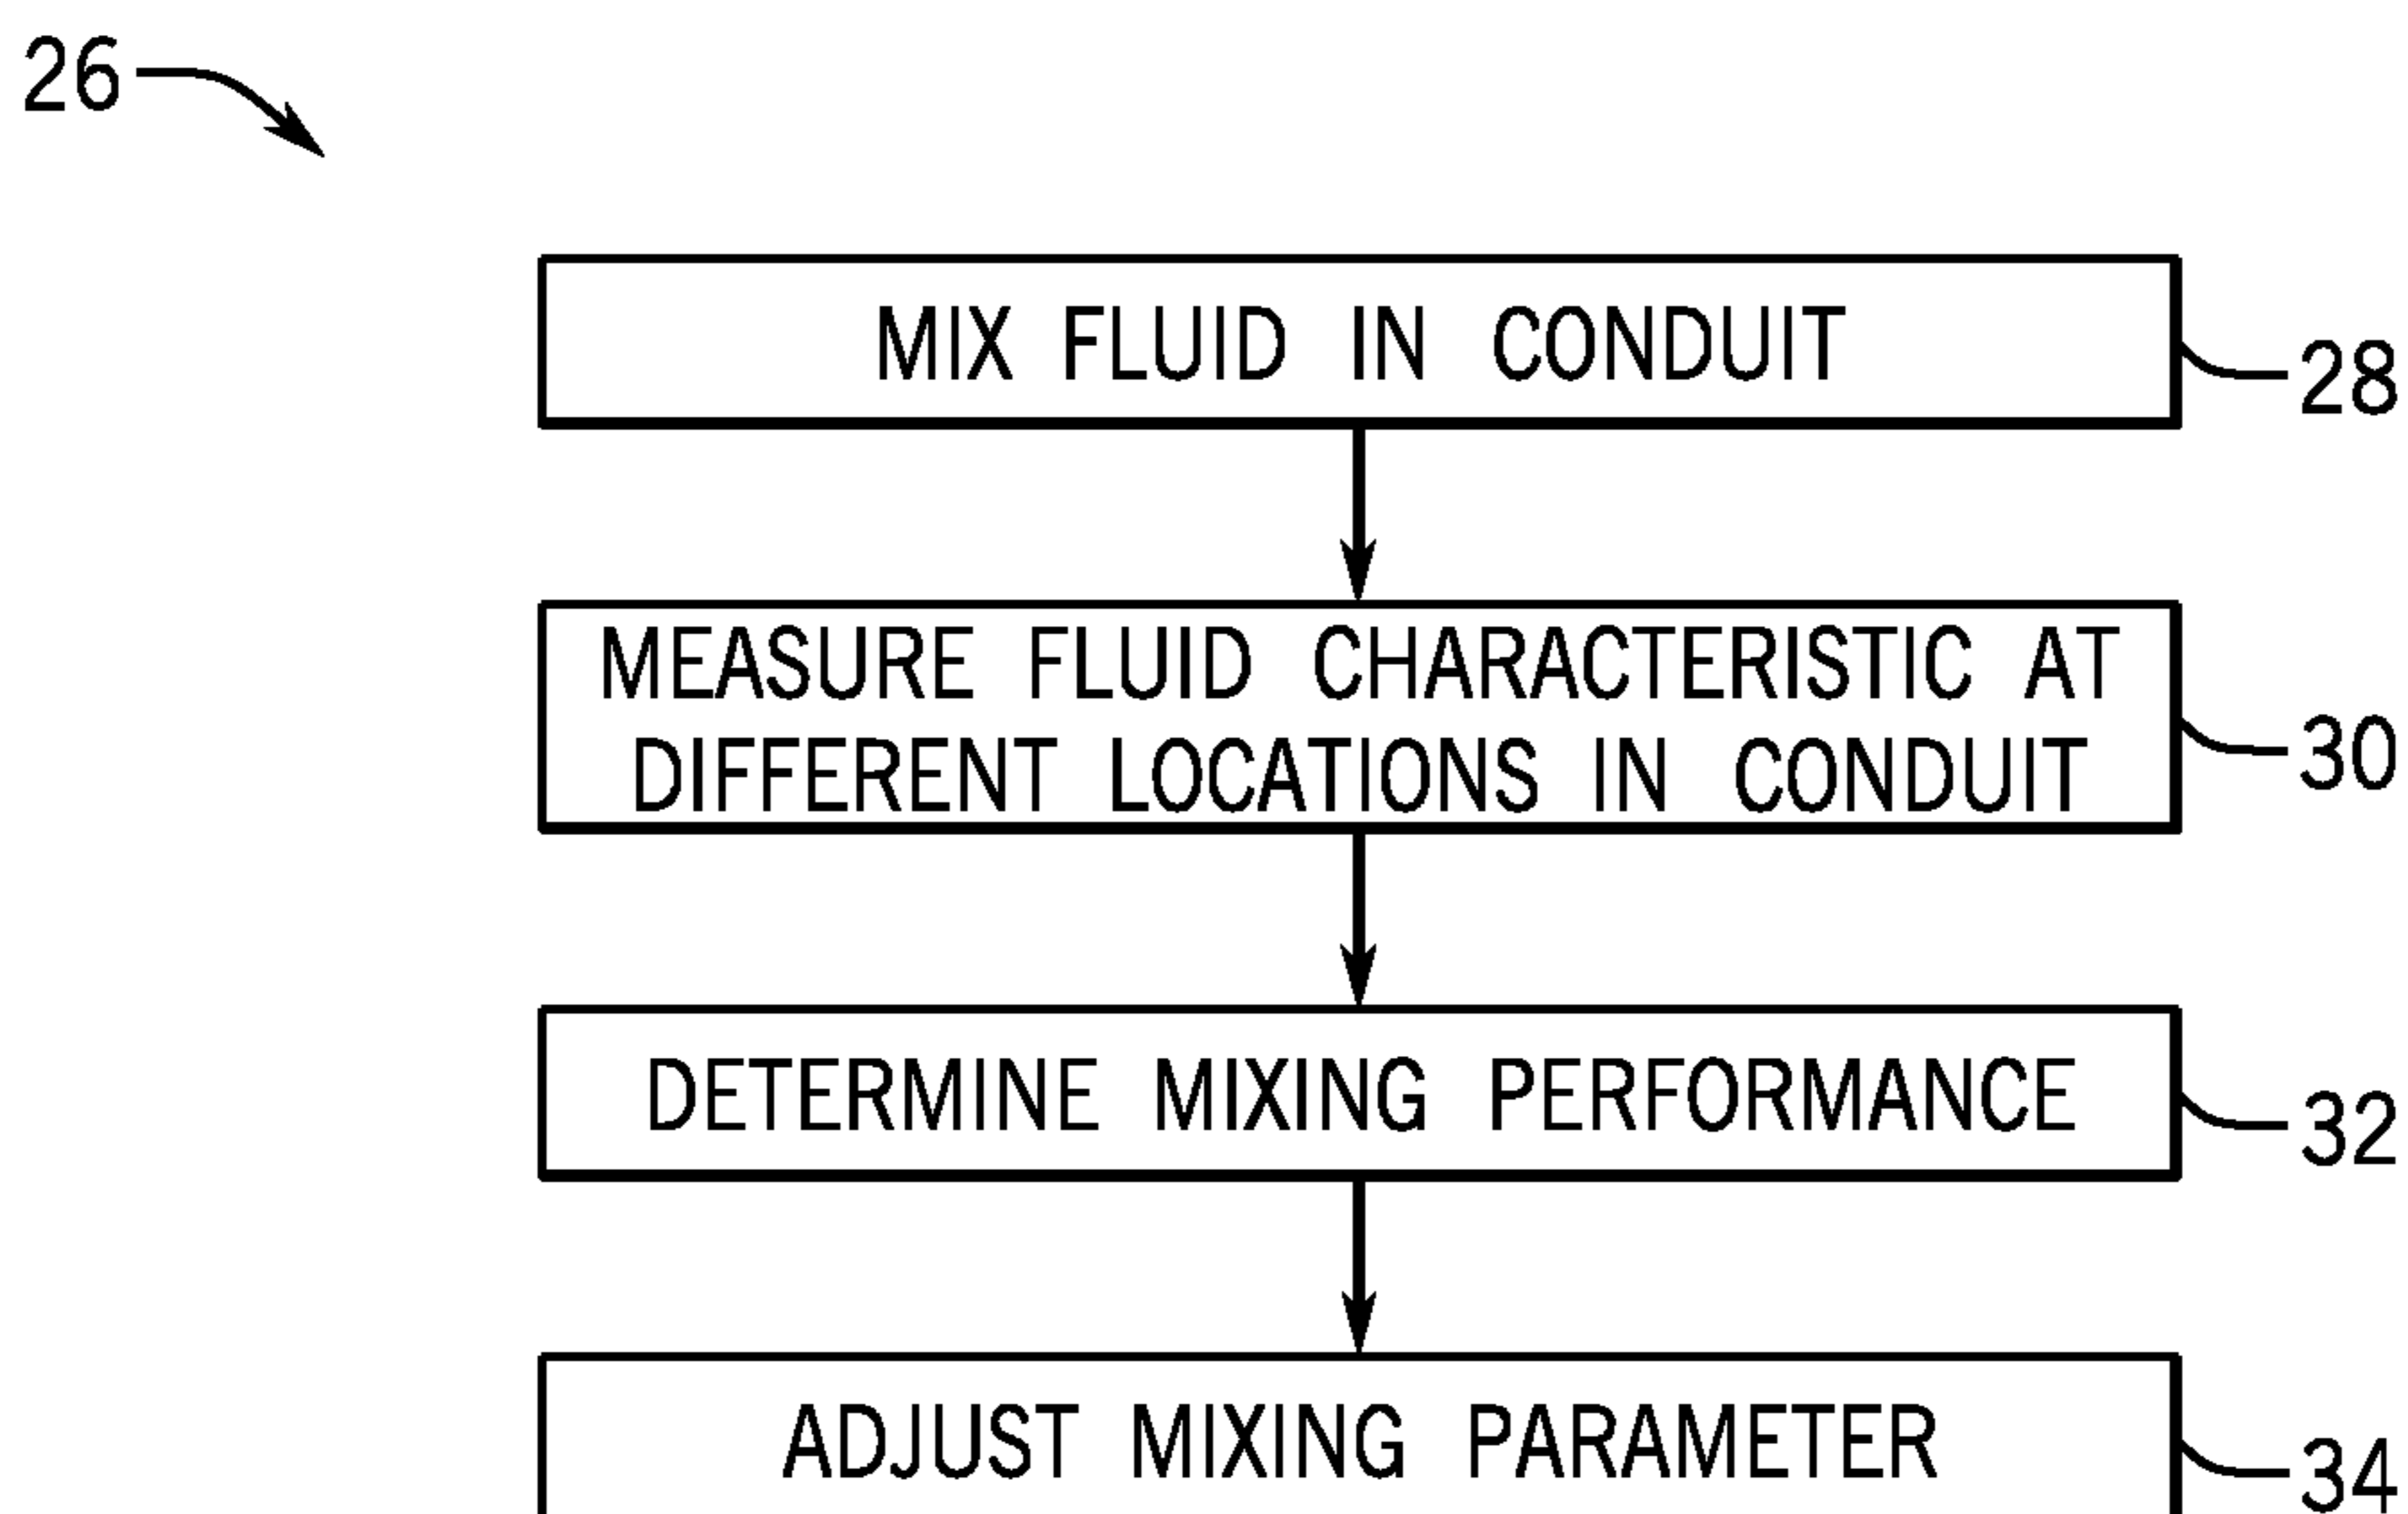 26
MIX FLUID IN CONDUIT
28
MEASURE FLUID CHARACTERISTIC AT
DIFFERENT LOCATIONS IN CONDUIT
30
DETERMINE MIXING PERFORMANCE
32
ADJUST MIXING PARAMETER
34